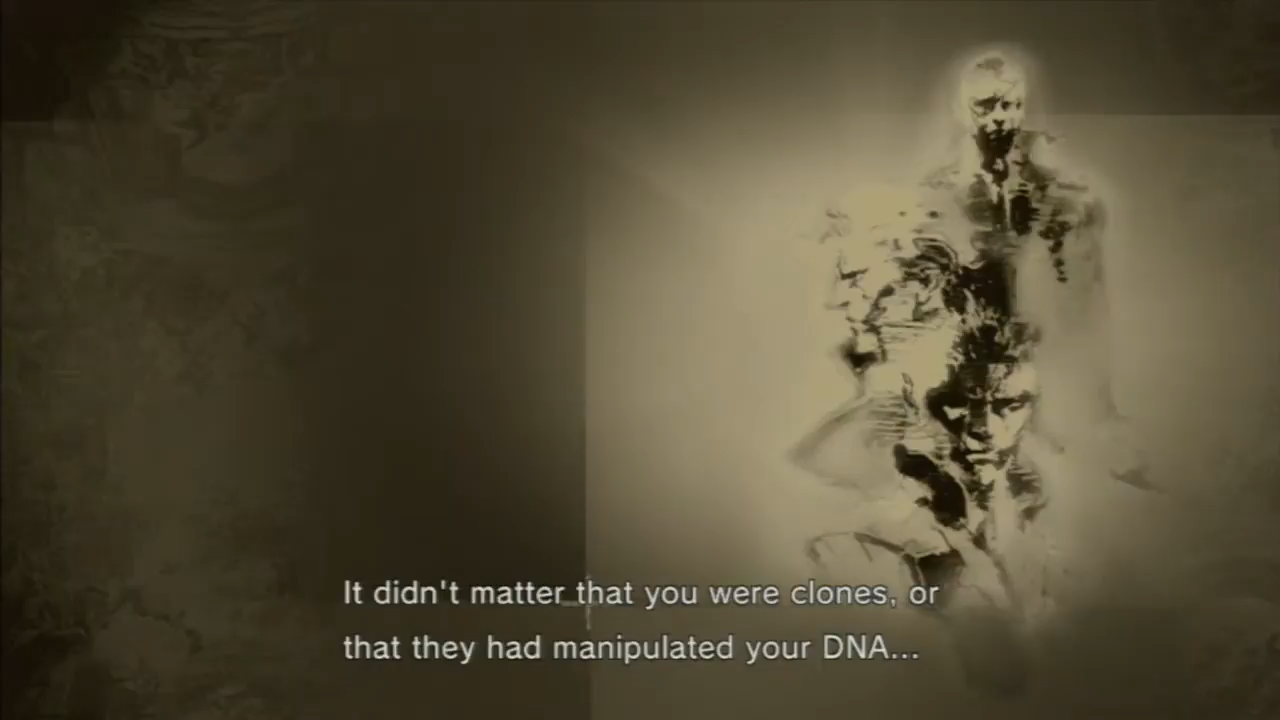 It didn't matter that you were clones, or
that they had manipulated your DNA...